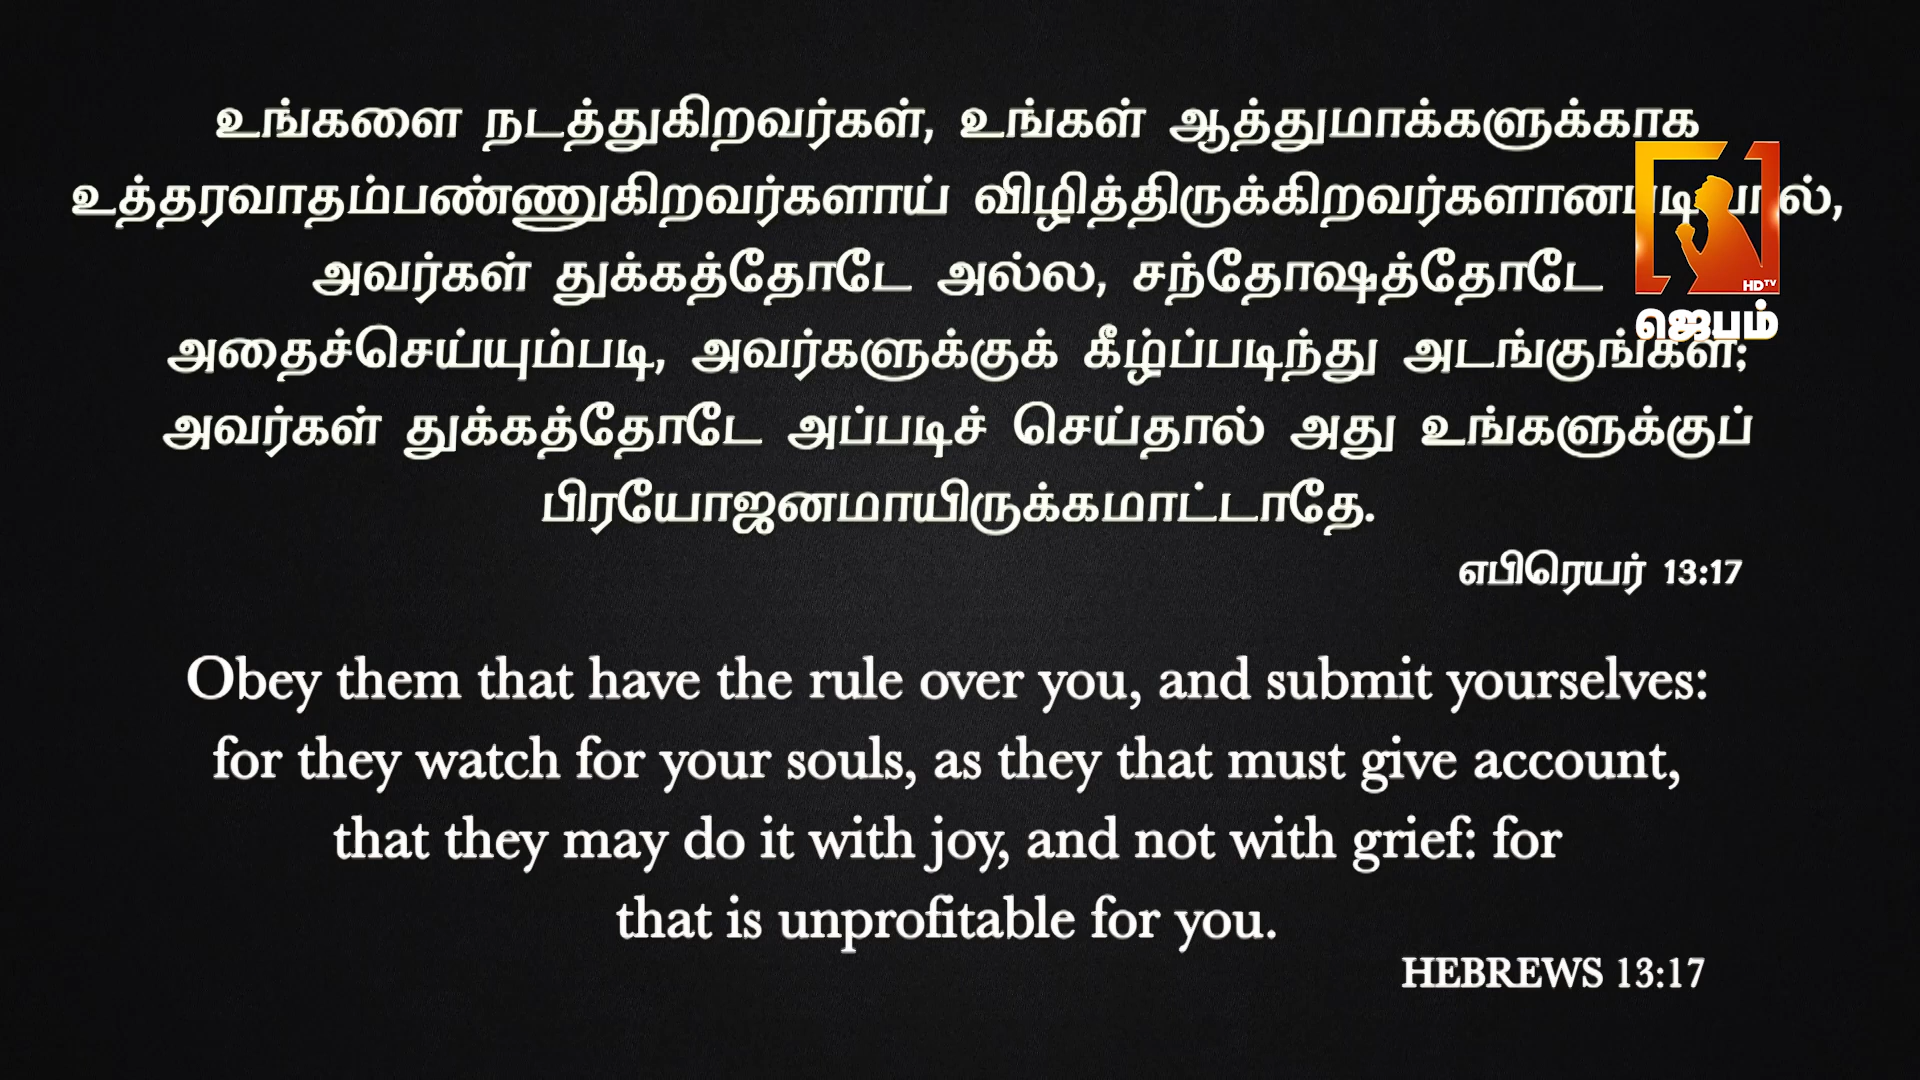 உங்களை நடத்துகிறவர்கள், உங்கள் ஆத்துமாக்களுக்காக
உத்தரவாதம்பண்ணுகிறவர்களாய் விழித்திருக்கிறவர்களானபடியால்,
அவர்கள் துக்கத்தோடே அல்ல, சந்தோஷத்தோடே
HDTV
ஜெபம்
அதைச்செய்யும்படி, அவர்களுக்குக் கீழ்ப்படிந்து அடங்குங்கள்;
அவர்கள் துக்கத்தோடே அப்படிச் செய்தால் அது உங்களுக்குப்
பிரயோஜனமாயிருக்கமாட்டாதே.
எபிரெயர் 13:17
Obey them that have the rule over you, and submit yourselves:
for they watch for your souls, as they that must give account,
that they may do it with joy, and not with grief: for
that is unprofitable for you.
HEBREWS 13:17